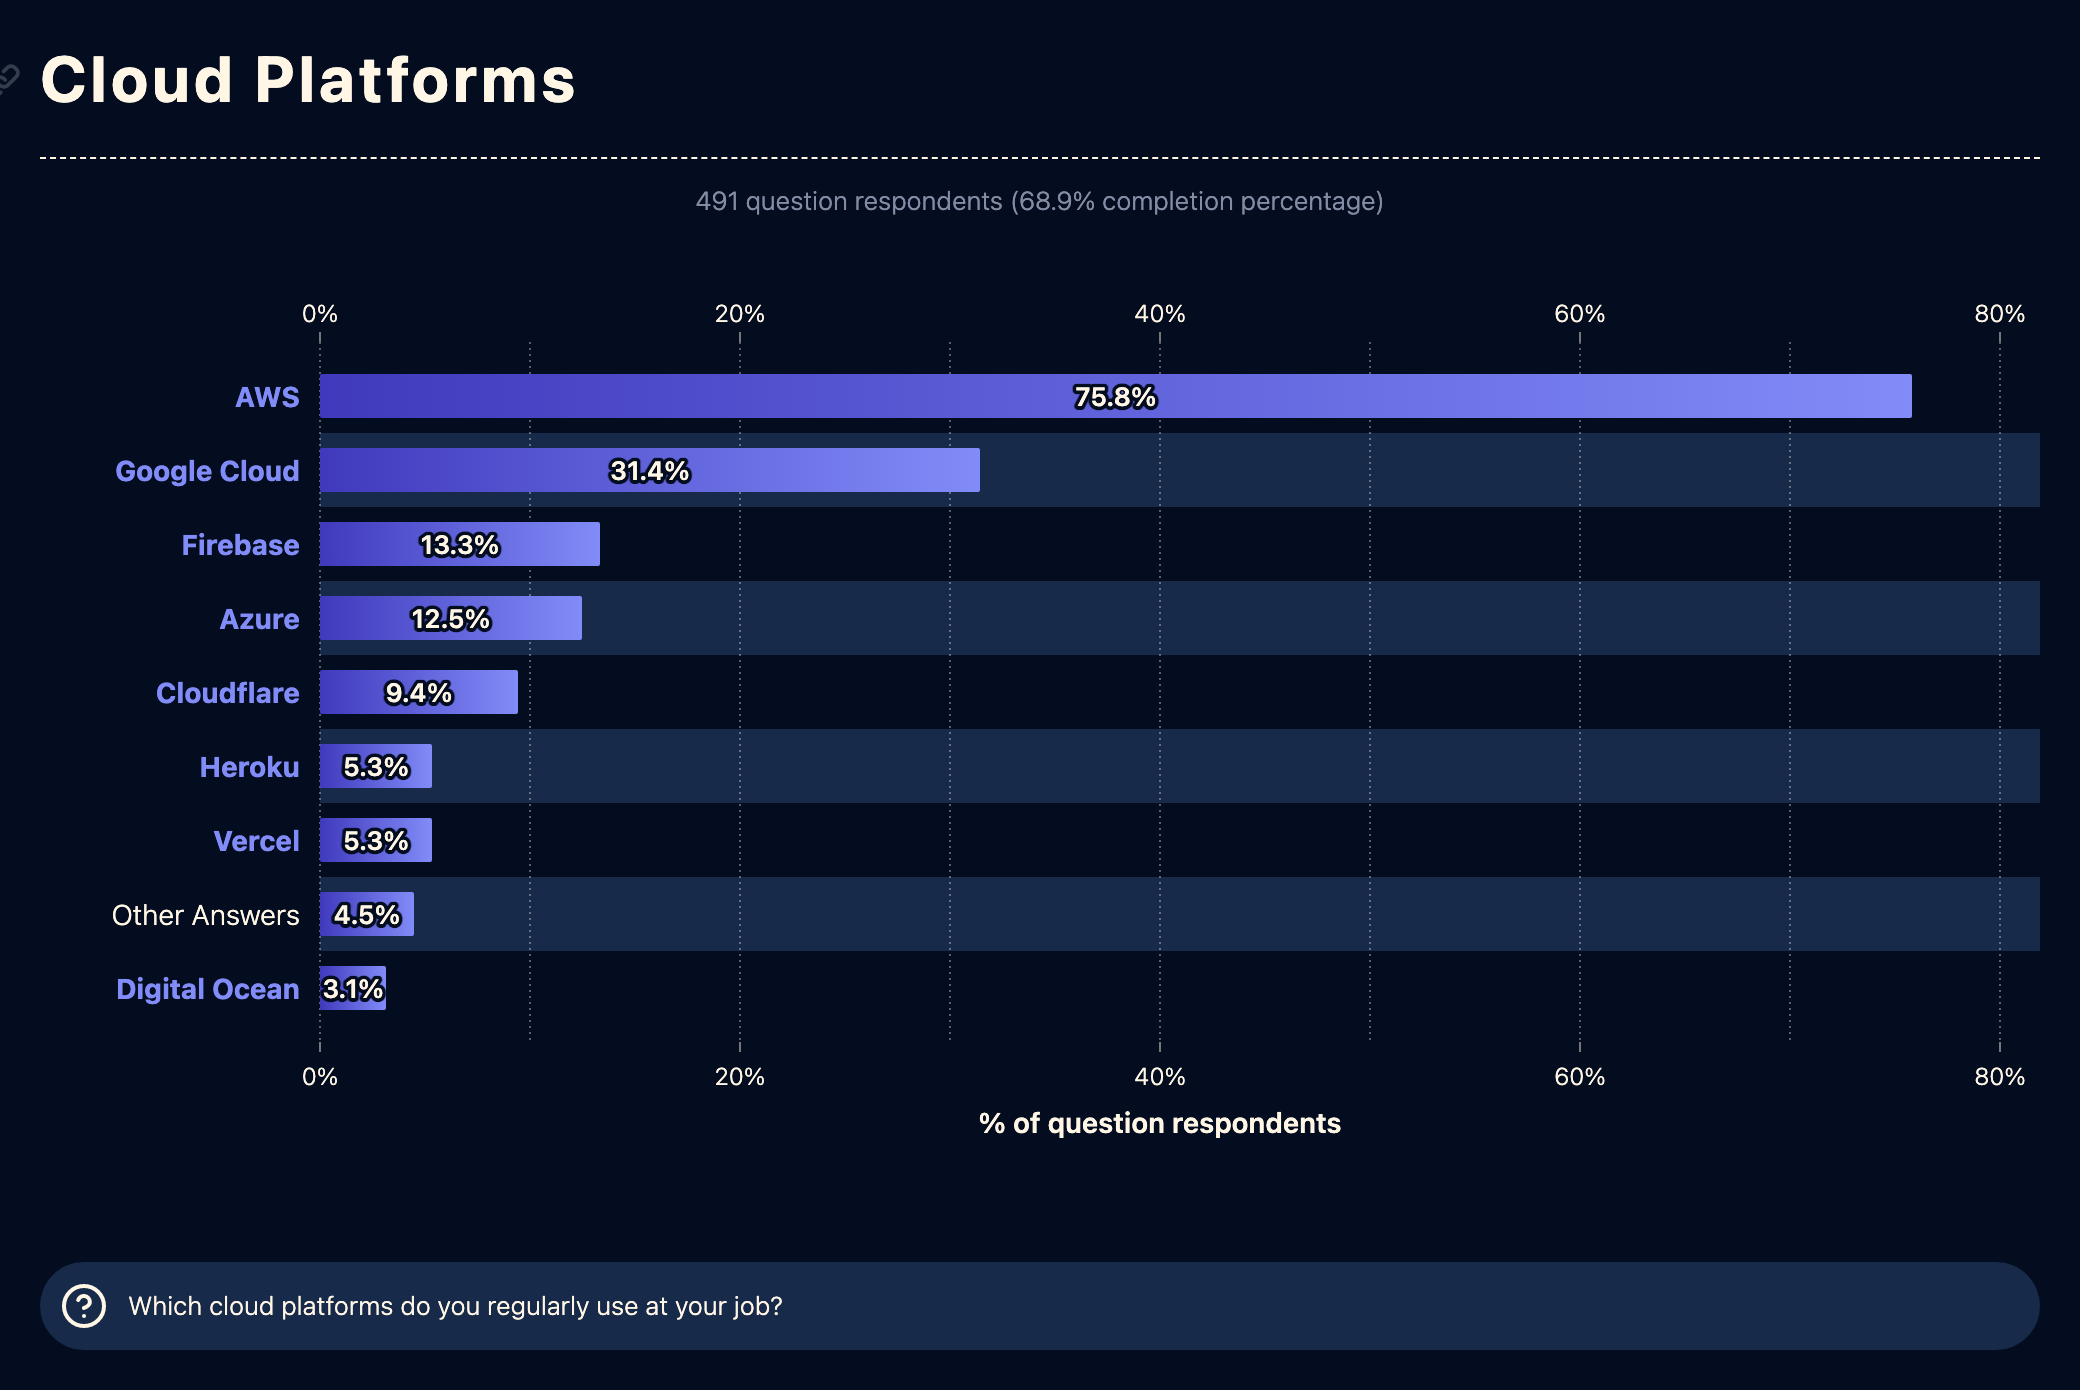 Cloud Platforms
491 question respondents (68.9% completion percentage)
0% 20% 40% 60% 80%
AWS 75.8%
Google Cloud 31.4%
Firebase 13.3%
Azure 12.5%
Cloudflare 9.4%
Heroku 5.3%
Vercel 5.3%
Other Answers 4.5%
Digital Ocean 3.1%
0% 20% 40% 60% 80%
% of question respondents
? Which cloud platforms do you regularly use at your job?